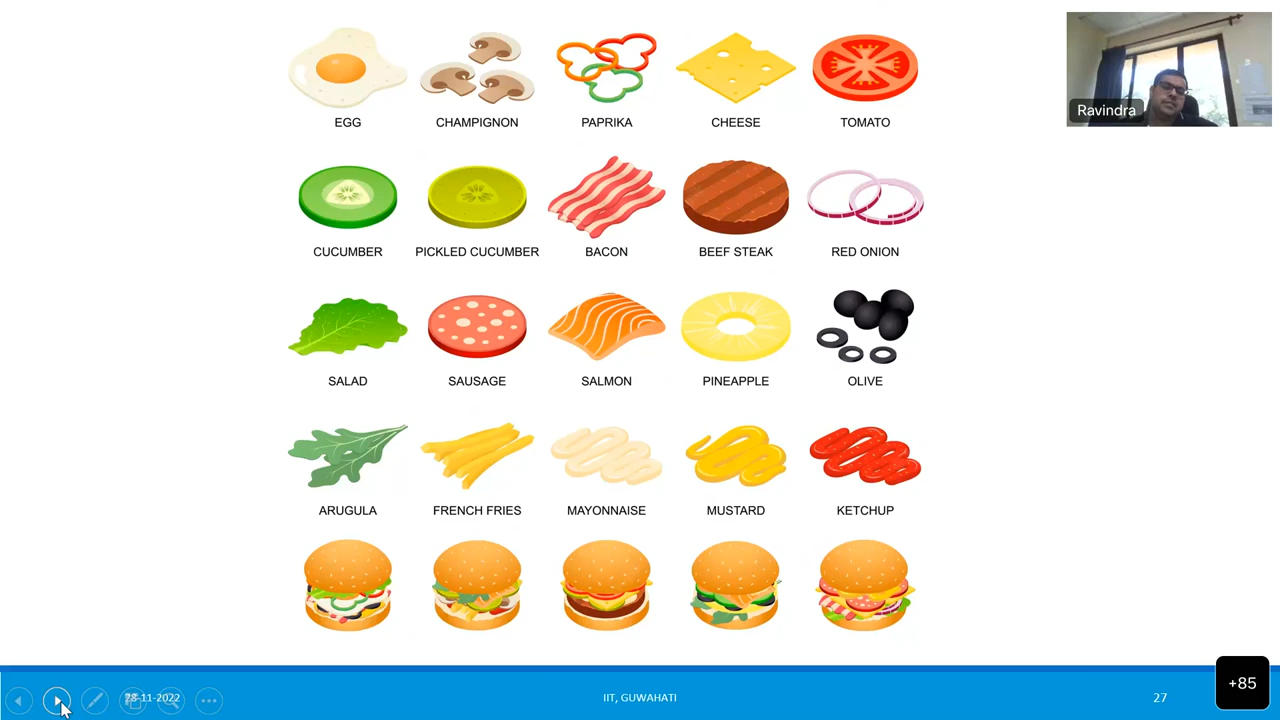 Ravindra
EGG CHAMPIGNON PAPRIKA CHEESE TOMATO
CUCUMBER PICKLED CUCUMBER BACON BEEF STEAK RED ONION
SALAD SAUSAGE SALMON PINEAPPLE OLIVE
ARUGULA FRENCH FRIES MAYONNAISE MUSTARD KETCHUP
28-11-2022 IIT, GUWAHATI 27
+85